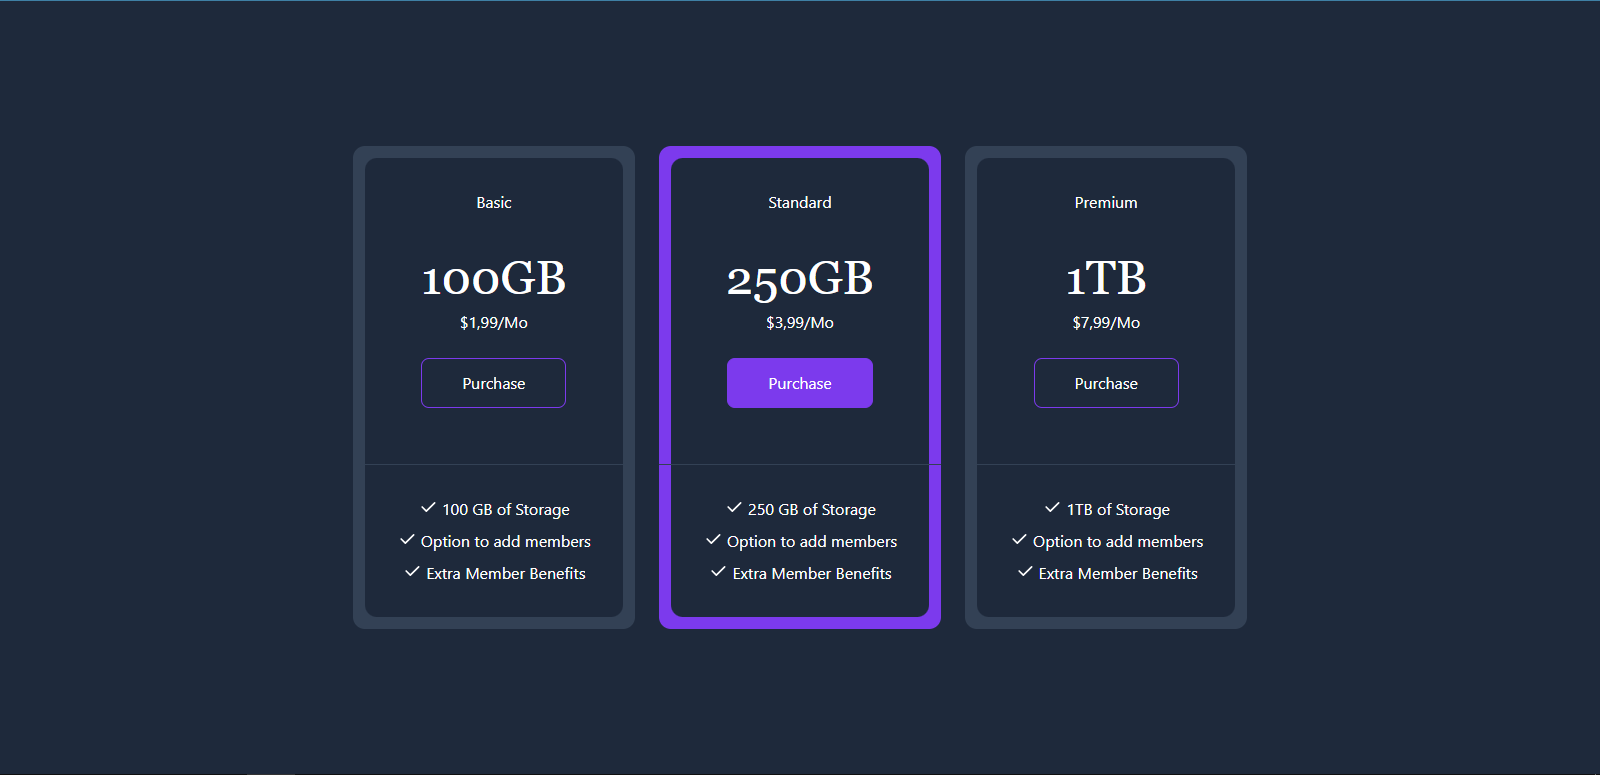 Basic
100GB
$1,99/Mo
Purchase
100 GB of Storage
Option to add members
Extra Member Benefits
Standard
250GB
$3,99/Mo
Purchase
250 GB of Storage
Option to add members
Extra Member Benefits
Premium
1TB
$7,99/Mo
Purchase
1TB of Storage
Option to add members
Extra Member Benefits